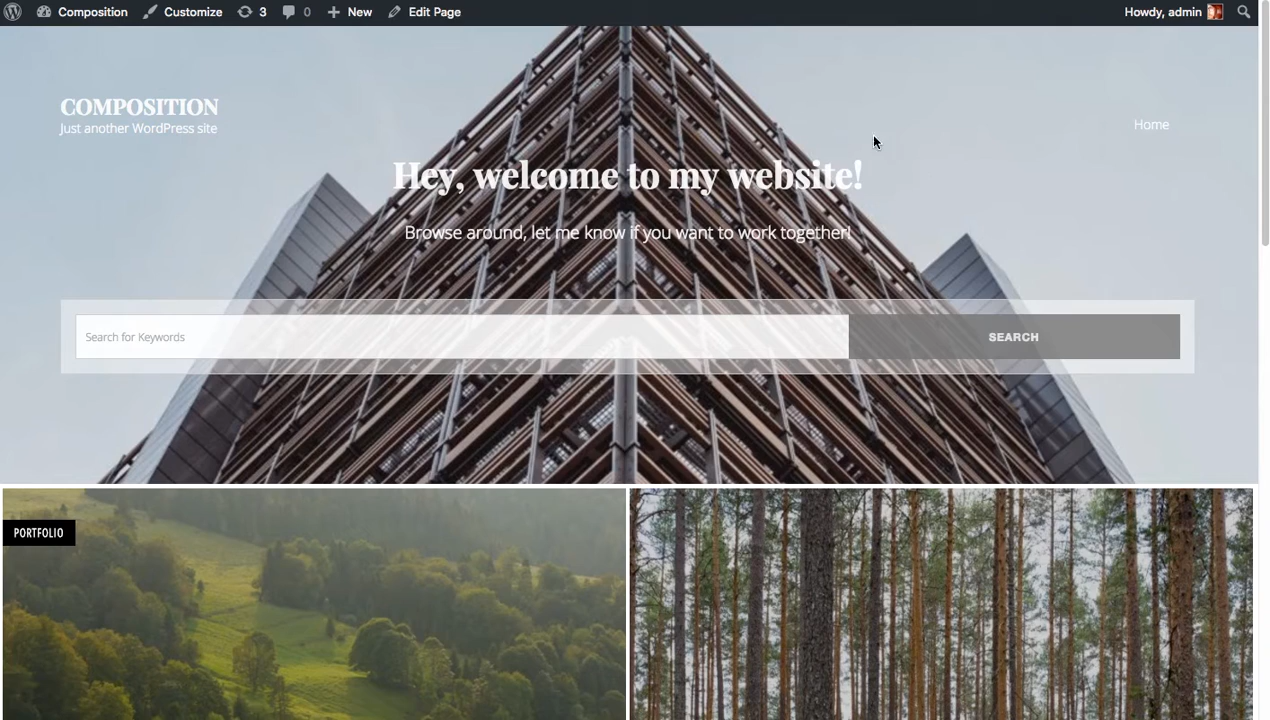 Composition Customize 3 0 New Edit Page Howdy, admin
COMPOSITION
Just another WordPress site
Home
Hey, welcome to my website!
Browse around, let me know if you want to work together!
Search for Keywords SEARCH
PORTFOLIO